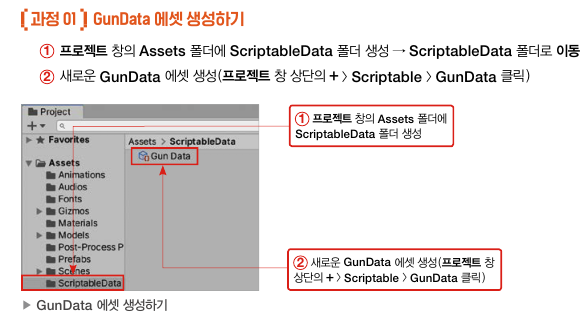 [과정 01] GunData 에셋 생성하기
① 프로젝트 창의 Assets 폴더에 ScriptableData 폴더 생성 → ScriptableData 폴더로 이동
② 새로운 GunData 에셋 생성(프로젝트 창 상단의 + > Scriptable > GunData 클릭)
Project
Favorites
Assets
Animations
Audios
Fonts
Gizmos
Materials
Models
Post-Process P
Prefabs
Scenes
ScriptableData
Assets > ScriptableData
Gun Data
① 프로젝트 창의 Assets 폴더에
ScriptableData 폴더 생성
② 새로운 GunData 에셋 생성(프로젝트 창
상단의 + > Scriptable > GunData 클릭)
▶ GunData 에셋 생성하기